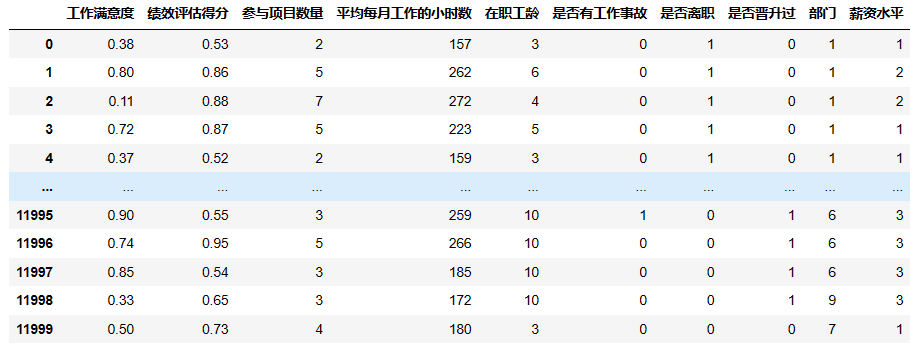 工作满意度 绩效评估得分 参与项目数量 平均每月工作的小时数 在职工龄 是否有工作事故 是否离职 是否晋升过 部门 薪资水平
0 0.38 0.53 2 157 3 0 1 0 1 1
1 0.80 0.86 5 262 6 0 1 0 1 2
2 0.11 0.88 7 272 4 0 1 0 1 2
3 0.72 0.87 5 223 5 0 1 0 1 1
4 0.37 0.52 2 159 3 0 1 0 1 1
... ... ... ... ... ... ... ... ... ... ...
11995 0.90 0.55 3 259 10 1 0 1 6 3
11996 0.74 0.95 5 266 10 0 0 1 6 3
11997 0.85 0.54 3 185 10 0 0 1 6 3
11998 0.33 0.65 3 172 10 0 0 1 9 3
11999 0.50 0.73 4 180 3 0 0 0 7 1